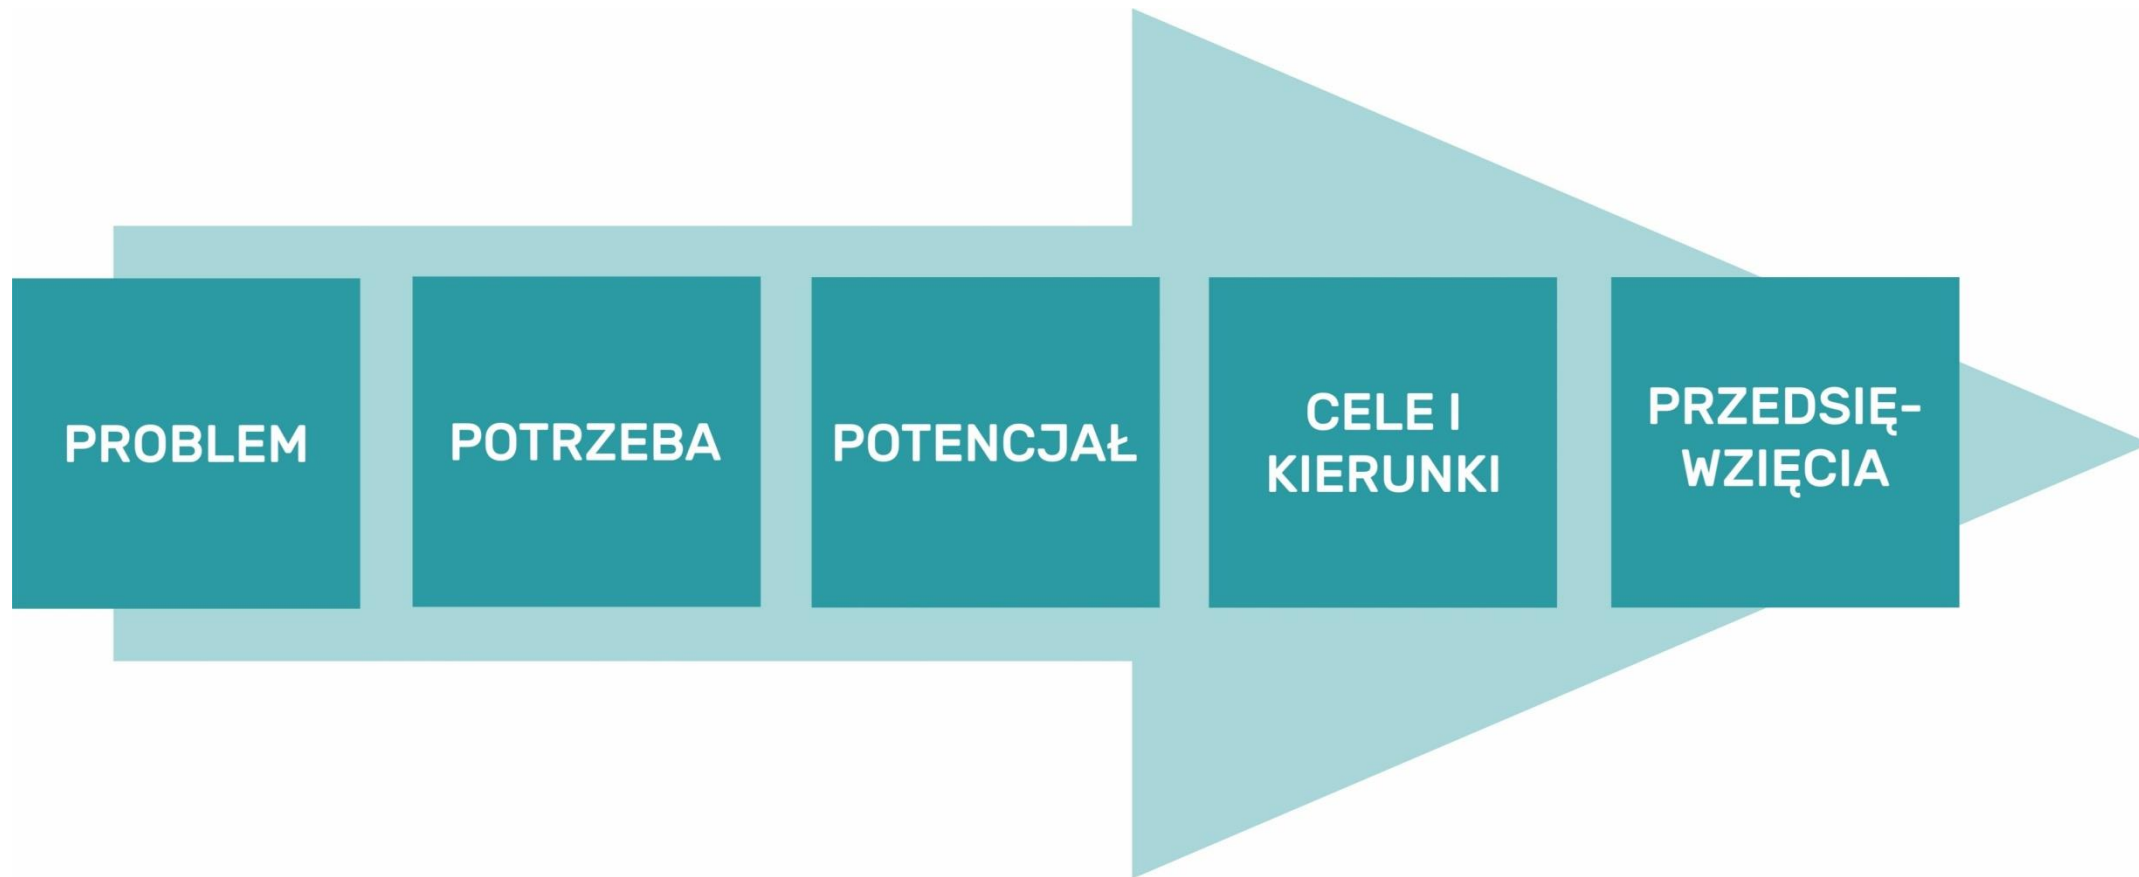 PROBLEM
POTRZEBA
POTENCJAŁ
CELE I
KIERUNKI
PRZEDSIĘ-
WZIĘCIA